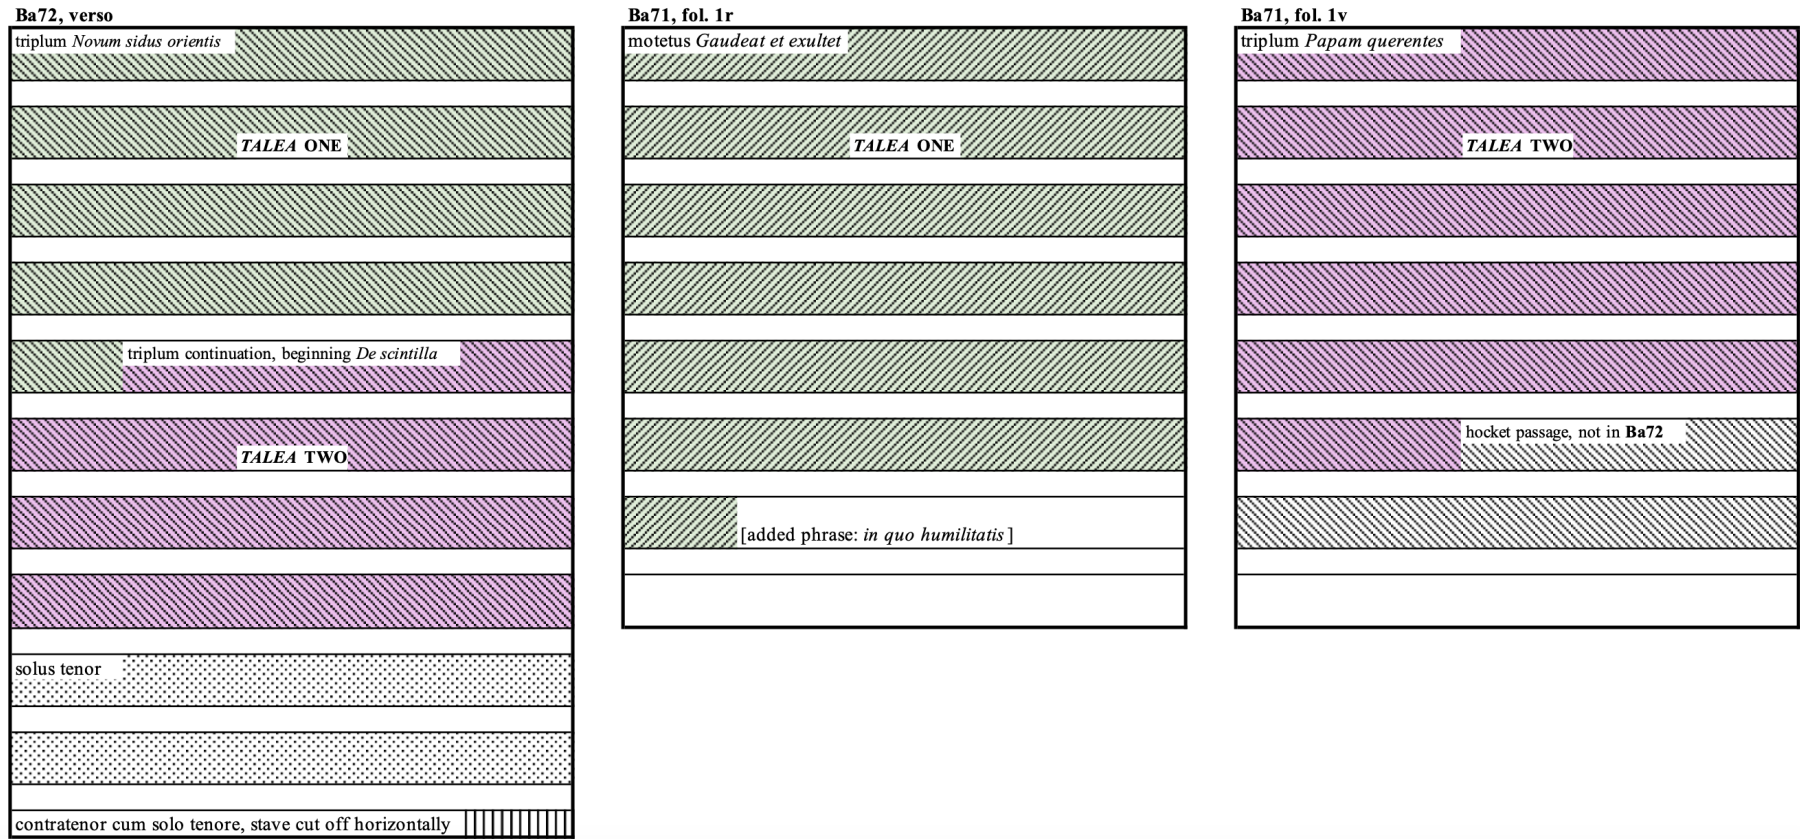 Ba72, verso
triplum Novum sidus orientis
TALEA ONE
triplum continuation, beginning De scintilla
TALEA TWO
solus tenor
contratenor cum solo tenore, stave cut off horizontally
Ba71, fol. 1r
motetus Gaudeat et exultet
TALEA ONE
[added phrase: in quo humilitatis]
Ba71, fol. 1v
triplum Papam querentes
TALEA TWO
hocket passage, not in Ba72